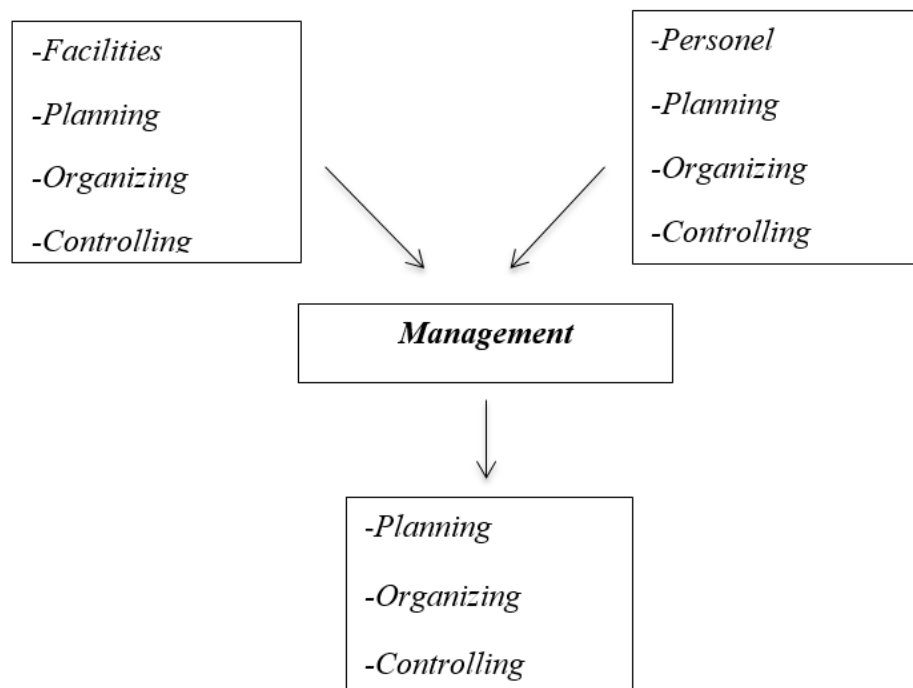 -Facilities
-Planning
-Organizing
-Controlling
-Personel
-Planning
-Organizing
-Controlling
Management
-Planning
-Organizing
-Controlling